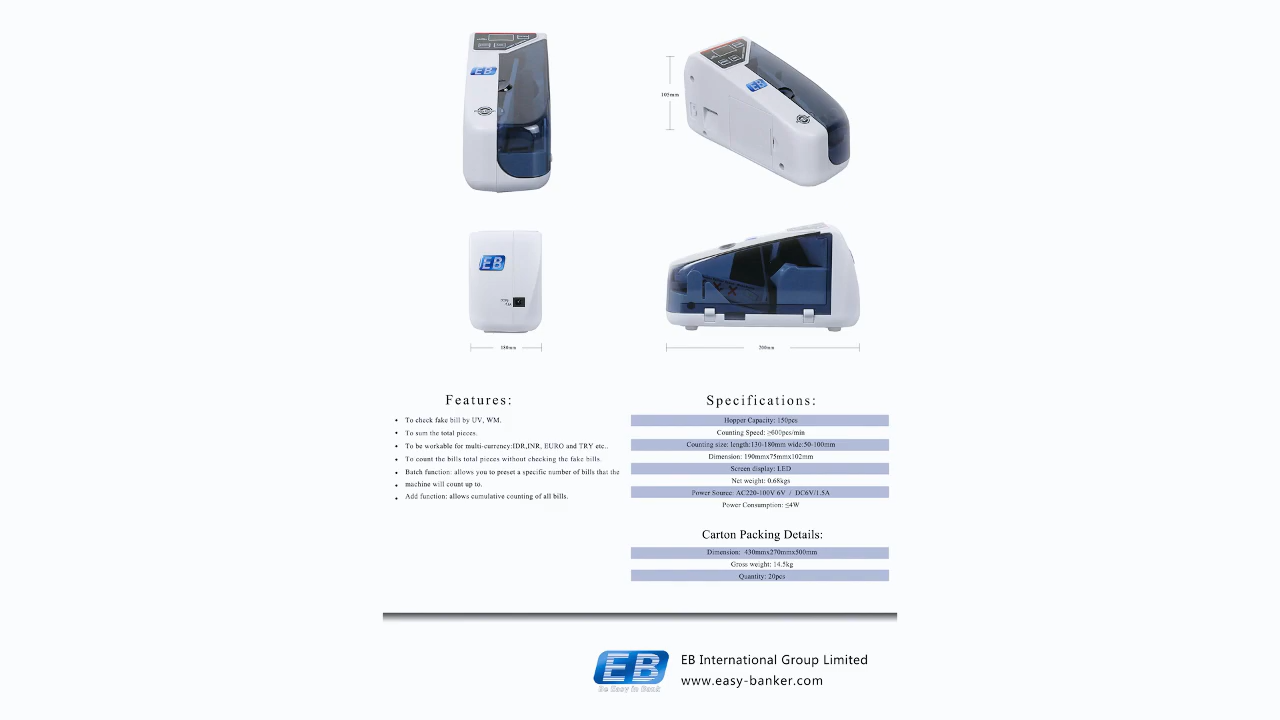 EB
EB
105mm
EB
180mm
200mm
Features:
• To check fake bill by UV, WM.
• To sum the total pieces.
• To be workable for multi-currency:IDR,INR, EURO and TRY etc..
• To count the bills total pieces without checking the fake bills.
• Batch function: allows you to preset a specific number of bills that the
• machine will count up to.
• Add function: allows cumulative counting of all bills.
Specifications:
Hopper Capacity: 150pcs
Counting Speed: ≥600pcs/min
Counting size: length:130-180mm wide:50-100mm
Dimension: 190mmx75mmx102mm
Screen display: LED
Net weight: 0.68kgs
Power Source: AC220-100V 6V / DC6V/1.5A
Power Consumption: ≤4W
Carton Packing Details:
Dimension: 430mmx270mmx500mm
Gross weight: 14.5kg
Quantity: 20pcs
EB
Be Easy in Bank
EB International Group Limited
www.easy-banker.com